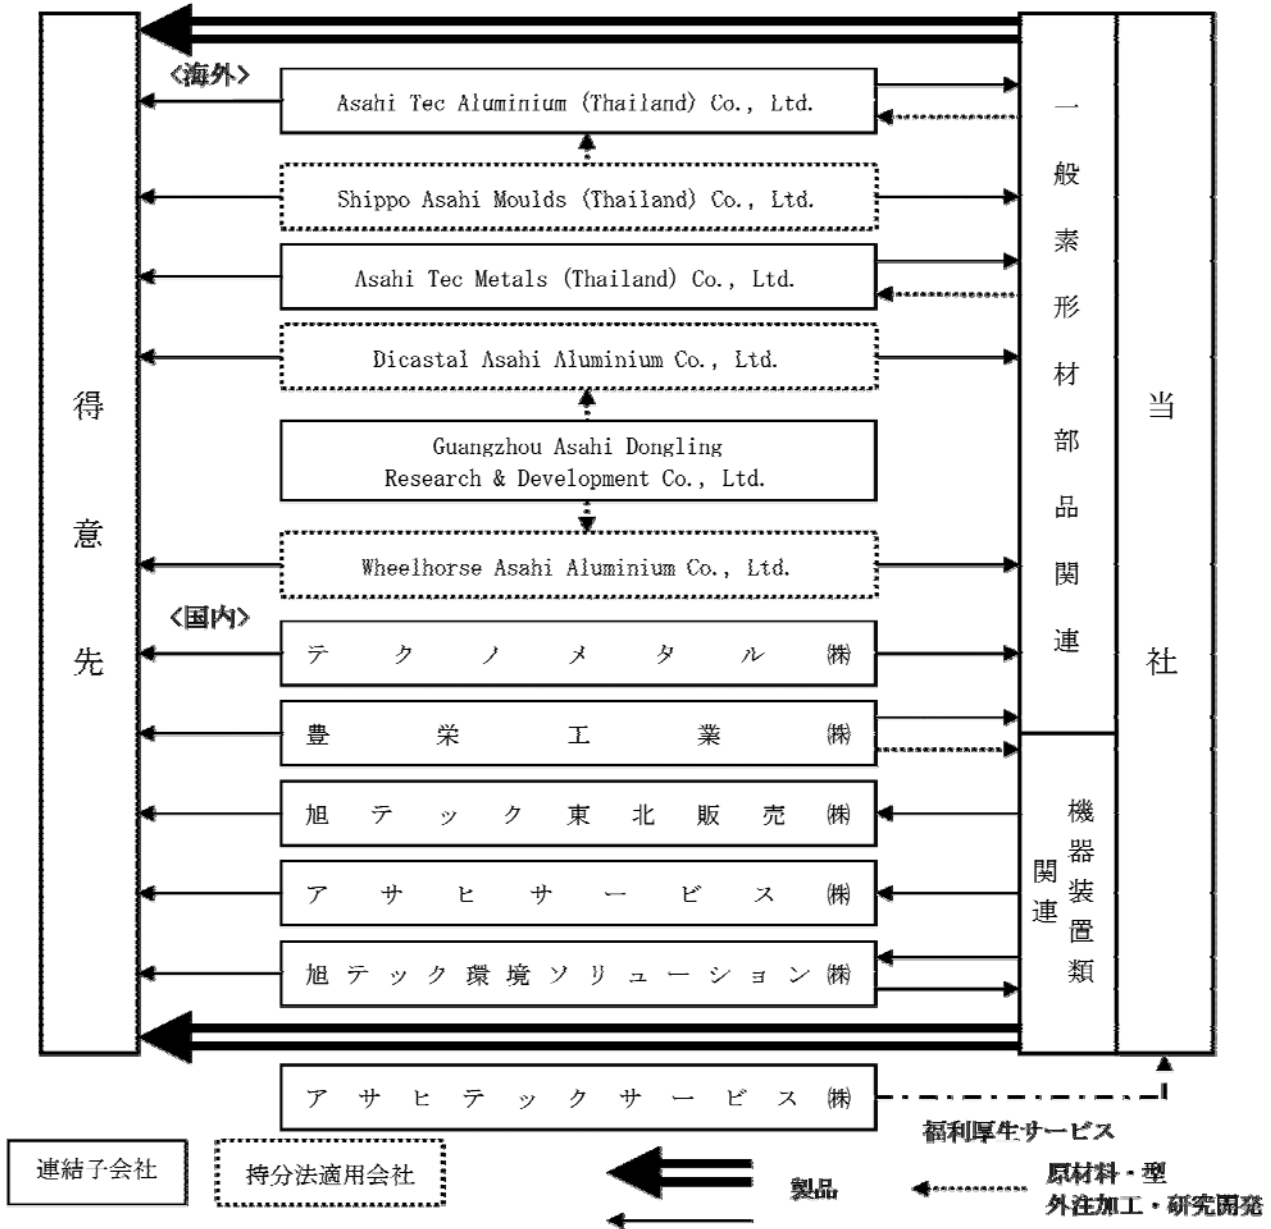 <海外>
Asahi Tec Aluminium (Thailand) Co., Ltd.
Shippo Asahi Moulds (Thailand) Co., Ltd.
Asahi Tec Metals (Thailand) Co., Ltd.
Dicastal Asahi Aluminium Co., Ltd.
Guangzhou Asahi Dongling
Research & Development Co., Ltd.
Wheelhorse Asahi Aluminium Co., Ltd.
<国内>
テクノメタル㈱
豊栄工業㈱
旭テック東北販売㈱
アサヒサービス㈱
旭テック環境ソリューション㈱
アサヒテックサービス㈱
得意先
一般素形材部品関連
機器装置類
関連
当社
福利厚生サービス
連結子会社
持分法適用会社
製品
原材料・型
外注加工・研究開発